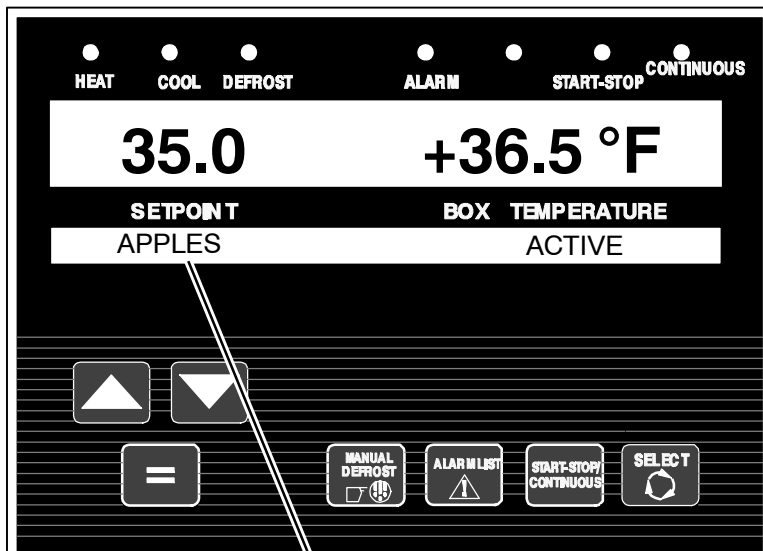 HEAT COOL DEFROST ALARM START-STOP CONTINUOUS
35.0 +36.5 °F
SETPOINT BOX TEMPERATURE
APPLES ACTIVE
=
MANUAL DEFROST
ALARM LIST
START-STOP/
CONTINUOUS
SELECT